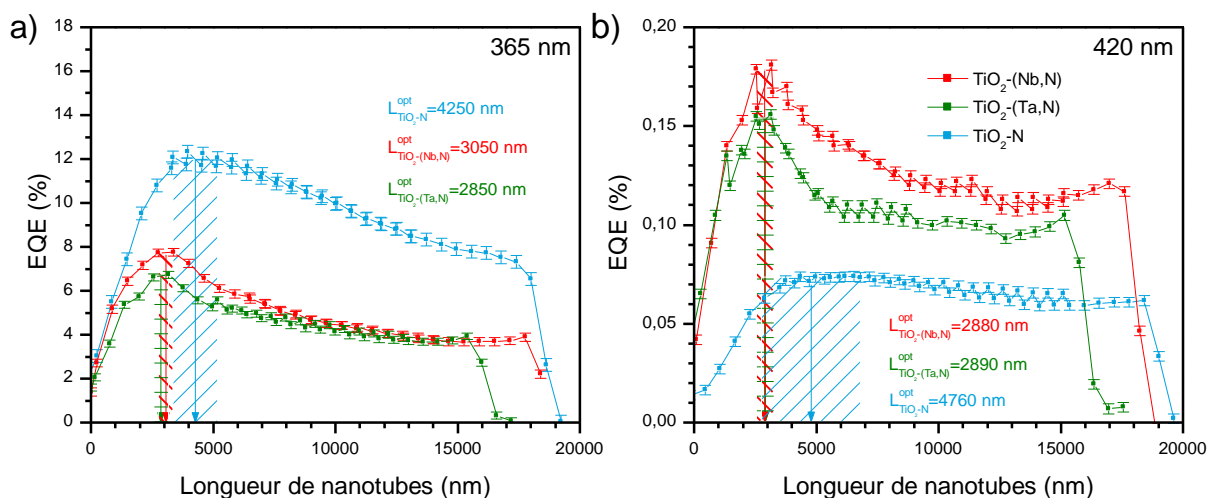 a)
365 nm
EQE (%)
18
16
14
12
10
8
6
4
2
0
L^opt_TiO₂-N=4250 nm
L^opt_TiO₂-(Nb,N)=3050 nm
L^opt_TiO₂-(Ta,N)=2850 nm
0 5000 10000 15000 20000
Longueur de nanotubes (nm)
b)
420 nm
EQE (%)
0,20
0,15
0,10
0,05
0,00
TiO₂-(Nb,N)
TiO₂-(Ta,N)
TiO₂-N
L^opt_TiO₂-(Nb,N)=2880 nm
L^opt_TiO₂-(Ta,N)=2890 nm
L^opt_TiO₂-N=4760 nm
0 5000 10000 15000 20000
Longueur de nanotubes (nm)